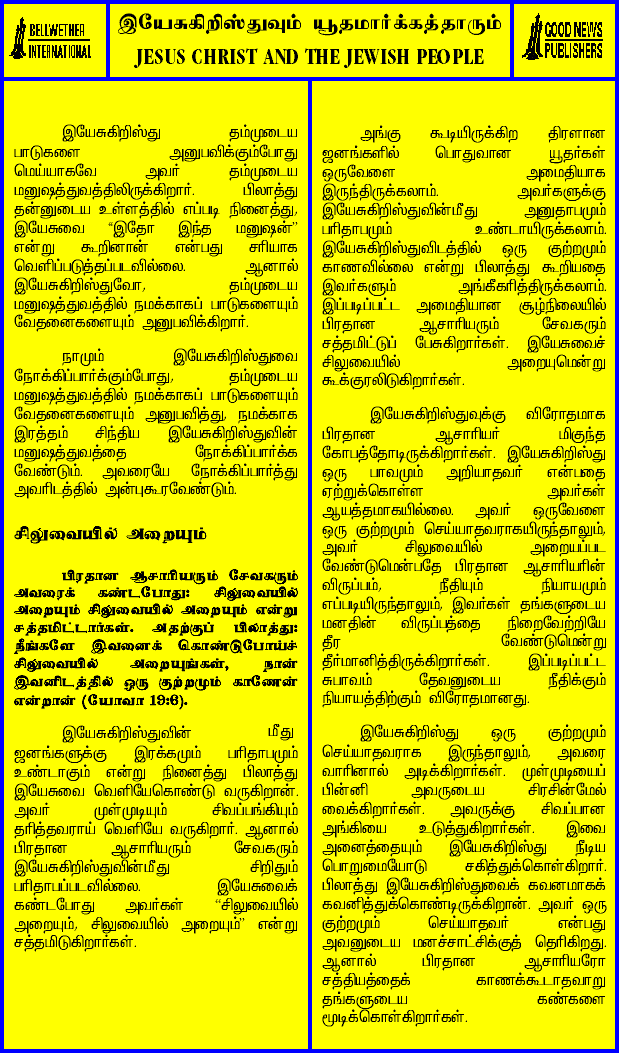 BELLWETHER
INTERNATIONAL
இயேசுகிறிஸ்துவும் யூதமார்க்கத்தாரும்
JESUS CHRIST AND THE JEWISH PEOPLE
GOOD NEWS
PUBLISHERS
இயேசுகிறிஸ்து தம்முடைய
பாடுகளை அனுபவிக்கும்போது
மெய்யாகவே அவர் தம்முடைய
மனுஷத்துவத்திலிருக்கிறார். பிலாத்து
தன்னுடைய உள்ளத்தில் எப்படி நினைத்து,
இயேசுவை “இதோ இந்த மனுஷன்”
என்று கூறினான் என்பது சரியாக
வெளிப்படுத்தப்படவில்லை. ஆனால்
இயேசுகிறிஸ்துவோ, தம்முடைய
மனுஷத்துவத்தில் நமக்காகப் பாடுகளையும்
வேதனைகளையும் அனுபவிக்கிறார்.
நாமும் இயேசுகிறிஸ்துவை
நோக்கிப்பார்க்கும்போது, தம்முடைய
மனுஷத்துவத்தில் நமக்காகப் பாடுகளையும்
வேதனைகளையும் அனுபவித்து, நமக்காக
இரத்தம் சிந்திய இயேசுகிறிஸ்துவின்
மனுஷத்துவத்தை நோக்கிப்பார்க்க
வேண்டும். அவரையே நோக்கிப்பார்த்து
அவரிடத்தில் அன்புகூரவேண்டும்.
சிலுவையில் அறையும்
பிரதான ஆசாரியரும் சேவகரும்
அவரைக் கண்டபோது: சிலுவையில்
அறையும் சிலுவையில் அறையும் என்று
சத்தமிட்டார்கள். அதற்குப் பிலாத்து:
நீங்களே இவனைக் கொண்டுபோய்ச்
சிலுவையில் அறையுங்கள், நான்
இவனிடத்தில் ஒரு குற்றமும் காணேன்
என்றான் (யோவா 19:6).
இயேசுகிறிஸ்துவின் மீது
ஜனங்களுக்கு இரக்கமும் பரிதாபமும்
உண்டாகும் என்று நினைத்து பிலாத்து
இயேசுவை வெளியேகொண்டு வருகிறான்.
அவர் முள்முடியும் சிவப்பங்கியும்
தரித்தவராய் வெளியே வருகிறார். ஆனால்
பிரதான ஆசாரியரும் சேவகரும்
இயேசுகிறிஸ்துவின்மீது சிறிதும்
பரிதாபப்படவில்லை. இயேசுவைக்
கண்டபோது அவர்கள் “சிலுவையில்
அறையும், சிலுவையில் அறையும்” என்று
சத்தமிடுகிறார்கள்.
அங்கு கூடியிருக்கிற திரளான
ஜனங்களில் பொதுவான யூதர்கள்
ஒருவேளை அமைதியாக
இருந்திருக்கலாம். அவர்களுக்கு
இயேசுகிறிஸ்துவின்மீது அனுதாபமும்
பரிதாபமும் உண்டாயிருக்கலாம்.
இயேசுகிறிஸ்துவிடத்தில் ஒரு குற்றமும்
காணவில்லை என்று பிலாத்து கூறியதை
இவர்களும் அங்கீகரித்திருக்கலாம்.
இப்படிப்பட்ட அமைதியான சூழ்நிலையில்
பிரதான ஆசாரியரும் சேவகரும்
சத்தமிட்டுப் பேசுகிறார்கள். இயேசுவைச்
சிலுவையில் அறையுமென்று
கூக்குரலிடுகிறார்கள்.
இயேசுகிறிஸ்துவுக்கு விரோதமாக
பிரதான ஆசாரியர் மிகுந்த
கோபத்தோடிருக்கிறார்கள். இயேசுகிறிஸ்து
ஒரு பாவமும் அறியாதவர் என்பதை
ஏற்றுக்கொள்ள அவர்கள்
ஆயத்தமாகயில்லை. அவர் ஒருவேளை
ஒரு குற்றமும் செய்யாதவராகயிருந்தாலும்,
அவர் சிலுவையில் அறையப்பட
வேண்டுமென்பதே பிரதான ஆசாரியரின்
விருப்பம், நீதியும் நியாயமும்
எப்படியிருந்தாலும், இவர்கள் தங்களுடைய
மனதின் விருப்பத்தை நிறைவேற்றியே
தீர வேண்டுமென்று
தீர்மானித்திருக்கிறார்கள். இப்படிப்பட்ட
சுபாவம் தேவனுடைய நீதிக்கும்
நியாயத்திற்கும் விரோதமானது.
இயேசுகிறிஸ்து ஒரு குற்றமும்
செய்யாதவராக இருந்தாலும், அவரை
வாரினால் அடிக்கிறார்கள். முள்முடியைப்
பின்னி அவருடைய சிரசின்மேல்
வைக்கிறார்கள். அவருக்கு சிவப்பான
அங்கியை உடுத்துகிறார்கள். இவை
அனைத்தையும் இயேசுகிறிஸ்து நீடிய
பொறுமையோடு சகித்துக்கொள்கிறார்.
பிலாத்து இயேசுகிறிஸ்துவைக் கவனமாகக்
கவனித்துக்கொண்டிருக்கிறான். அவர் ஒரு
குற்றமும் செய்யாதவர் என்பது
அவனுடைய மனச்சாட்சிக்குத் தெரிகிறது.
ஆனால் பிரதான ஆசாரியரோ
சத்தியத்தைக் காணக்கூடாதவாறு
தங்களுடைய கண்களை
மூடிக்கொள்கிறார்கள்.